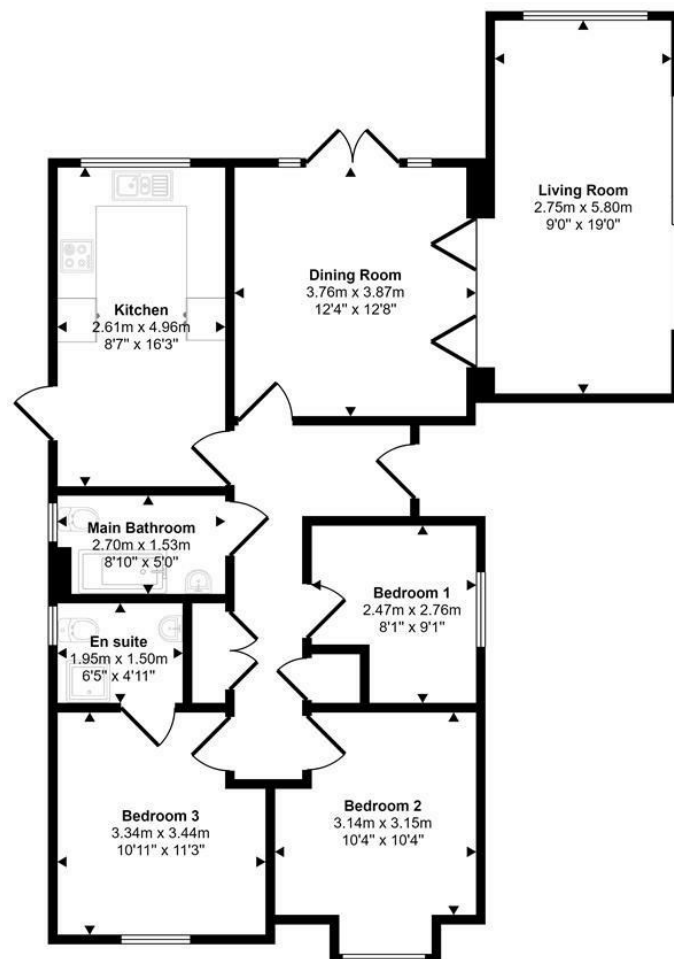 Living Room
2.75m x 5.80m
9'0" x 19'0"
Dining Room
3.76m x 3.87m
12'4" x 12'8"
Kitchen
2.61m x 4.96m
8'7" x 16'3"
Main Bathroom
2.70m x 1.53m
8'10" x 5'0"
Bedroom 1
2.47m x 2.76m
8'1" x 9'1"
En suite
1.95m x 1.50m
6'5" x 4'11"
Bedroom 3
3.34m x 3.44m
10'11" x 11'3"
Bedroom 2
3.14m x 3.15m
10'4" x 10'4"